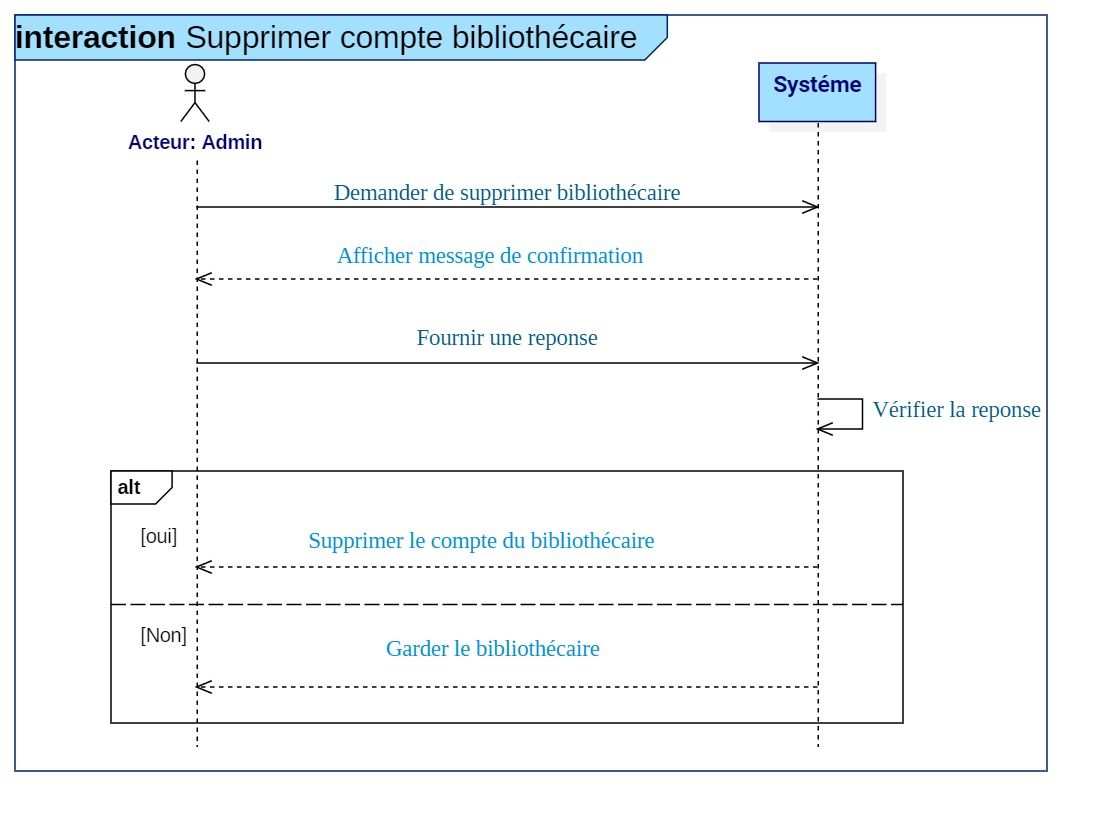 interaction Supprimer compte bibliothécaire
Systéme
Acteur: Admin
Demander de supprimer bibliothécaire
Afficher message de confirmation
Fournir une reponse
Vérifier la reponse
alt
[oui]
Supprimer le compte du bibliothécaire
[Non]
Garder le bibliothécaire